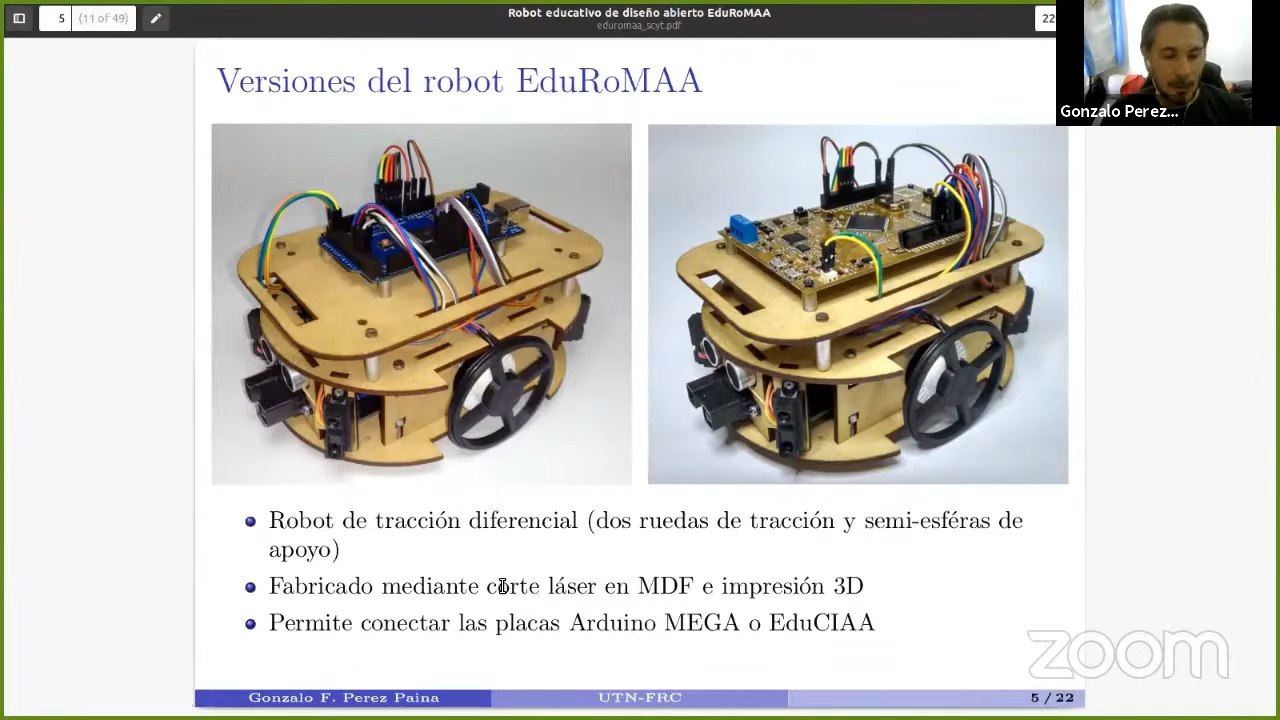 5
(11 of 49)
Robot educativo de diseño abierto EduRoMAA
eduromaa_scyt.pdf
22
Gonzalo Perez...
Versiones del robot EduRoMAA
Robot de tracción diferencial (dos ruedas de tracción y semi-esféras de
apoyo)
Fabricado mediante corte láser en MDF e impresión 3D
Permite conectar las placas Arduino MEGA o EduCIAA
zoom
Gonzalo F. Perez Paina
UTN-FRC
5 / 22